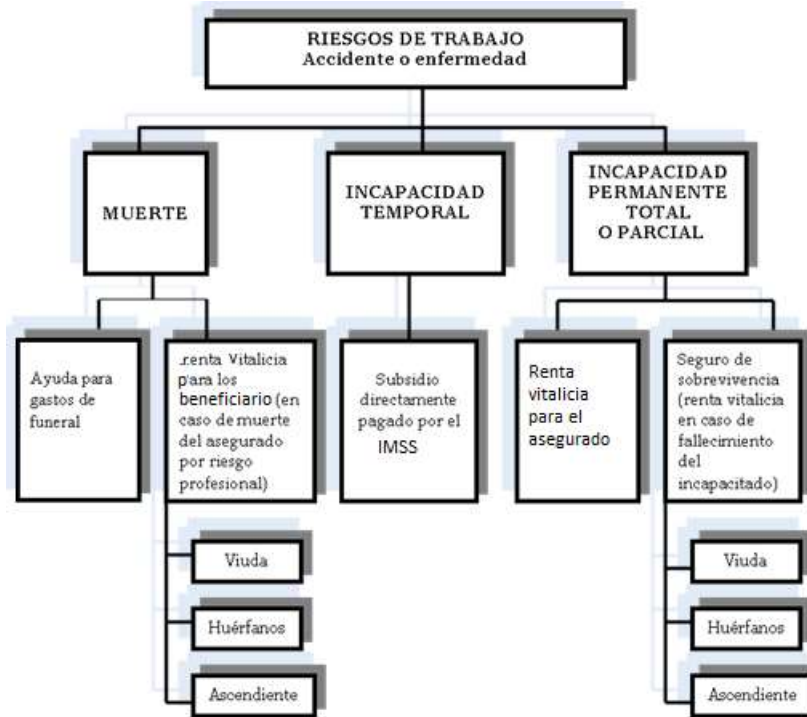 RIESGOS DE TRABAJO
Accidente o enfermedad
MUERTE
INCAPACIDAD
TEMPORAL
INCAPACIDAD
PERMANENTE
TOTAL
O PARCIAL
Ayuda para
gastos de
funeral
renta Vitalicia
para los
beneficiario (en
caso de muerte
del asegurado
por riesgo
profesional)
Subsidio
directamente
pagado por el
IMSS
Renta
vitalicia
para el
asegurado
Seguro de
sobrevivencia
(renta vitalicia
en caso de
fallecimiento
del
incapacitado)
Viuda
Huérfanos
Ascendiente
Viuda
Huérfanos
Ascendiente